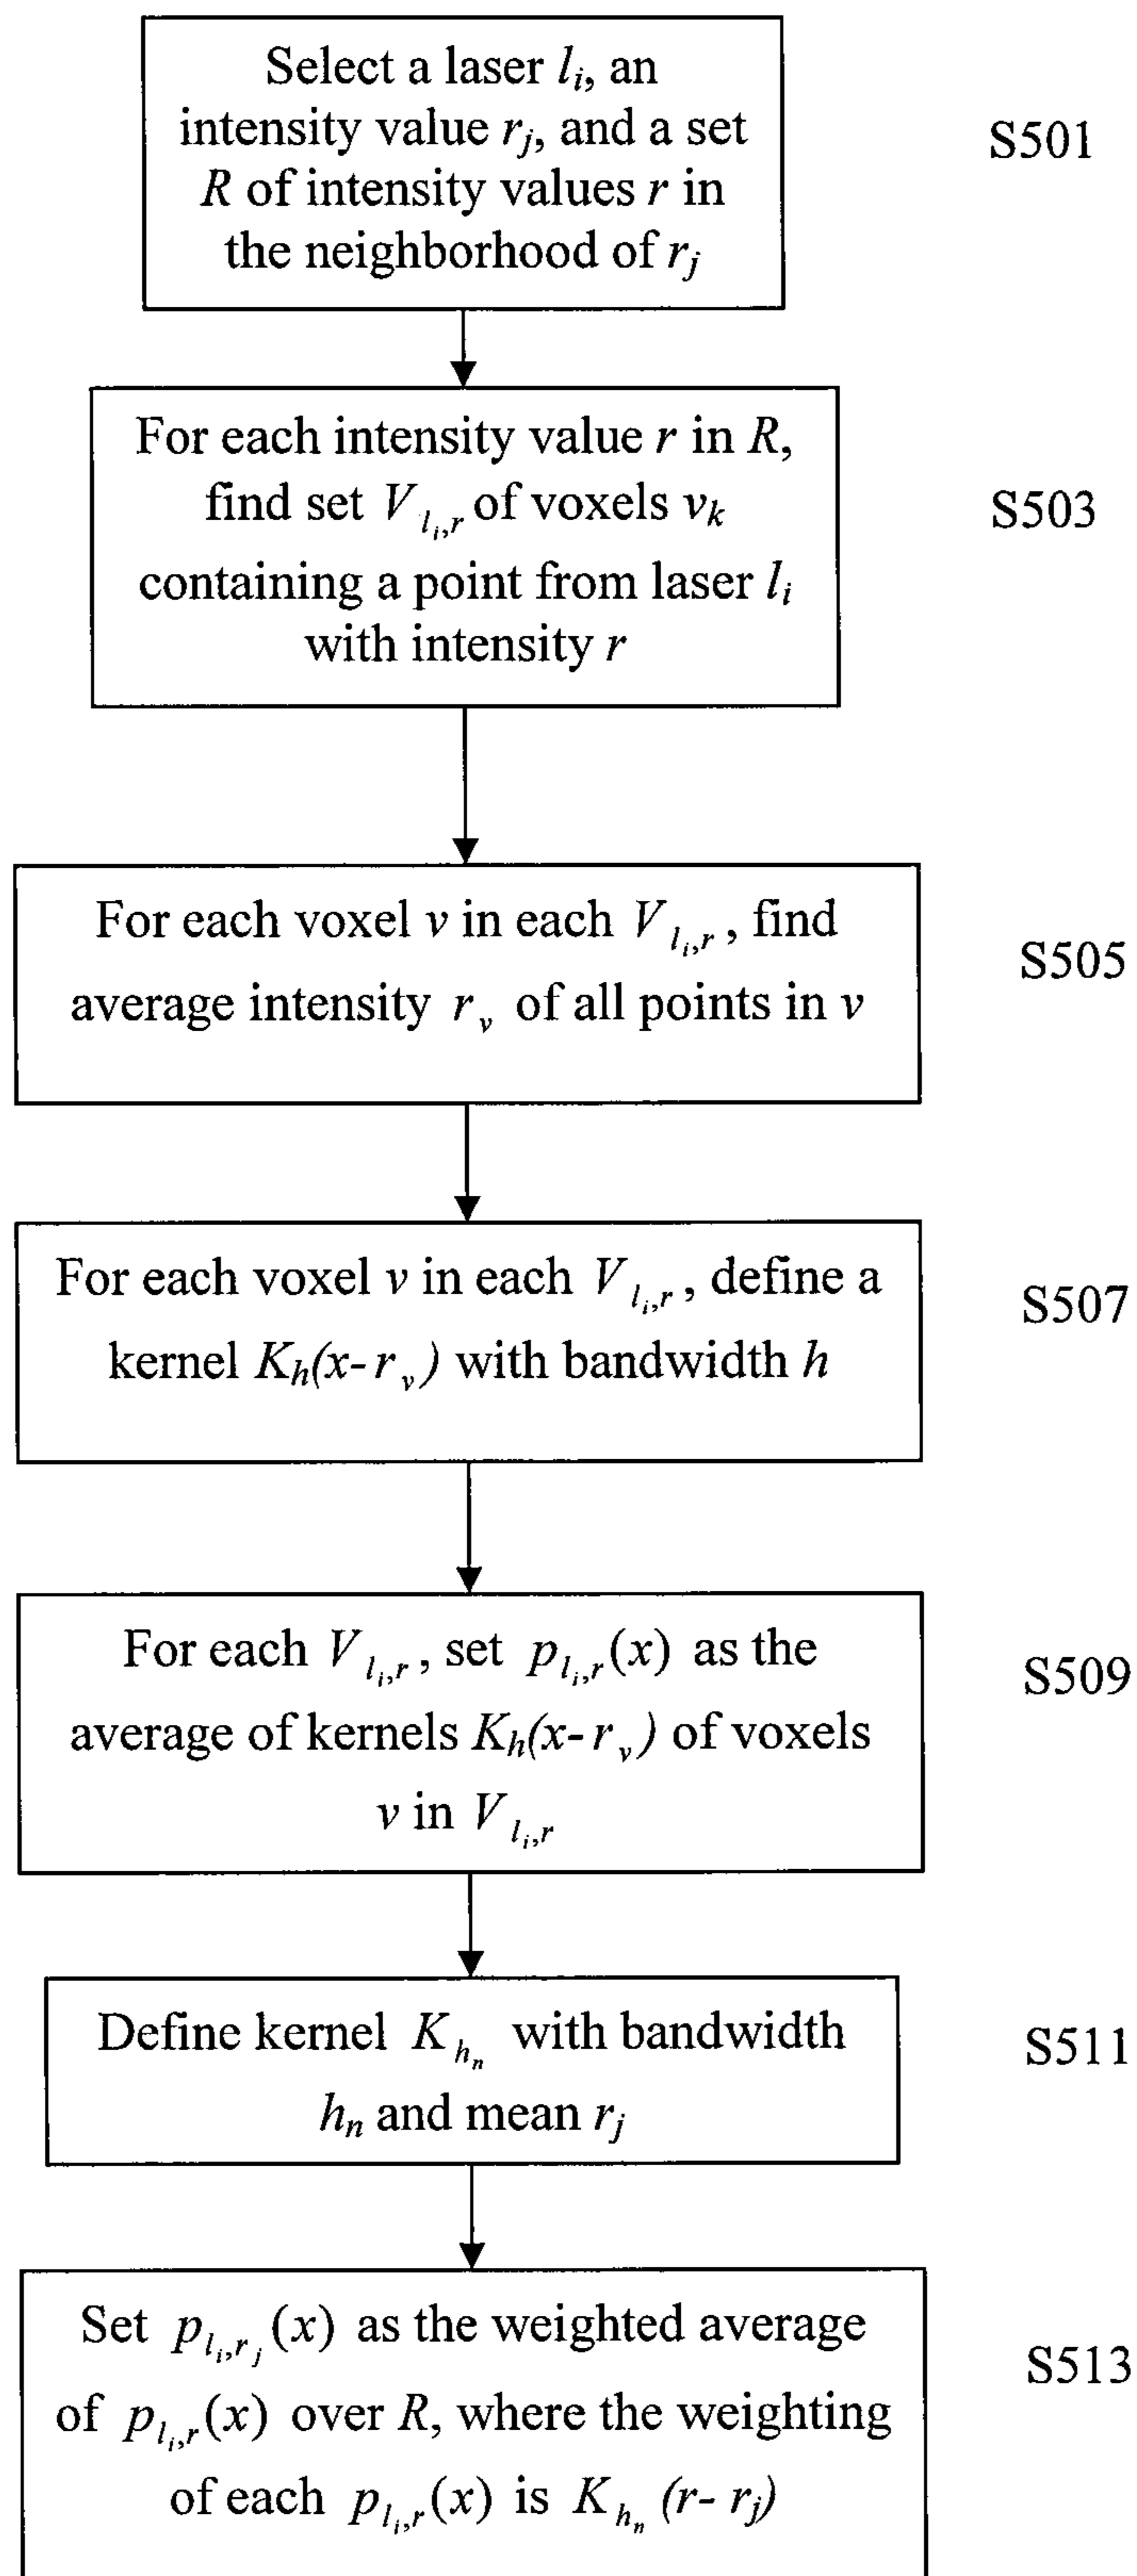 Select a laser lᵢ, an
intensity value rⱼ, and a set
R of intensity values r in
the neighborhood of rⱼ
S501
For each intensity value r in R,
find set V_{l_i,r} of voxels v_k
containing a point from laser lᵢ
with intensity r
S503
For each voxel v in each V_{l_i,r}, find
average intensity r_v of all points in v
S505
For each voxel v in each V_{l_i,r}, define a
kernel K_h(x- r_v) with bandwidth h
S507
For each V_{l_i,r}, set p_{l_i,r}(x) as the
average of kernels K_h(x- r_v) of voxels
v in V_{l_i,r}
S509
Define kernel K_{h_n} with bandwidth
h_n and mean rⱼ
S511
Set p_{l_i,r_j}(x) as the weighted average
of p_{l_i,r}(x) over R, where the weighting
of each p_{l_i,r}(x) is K_{h_n}(r- rⱼ)
S513